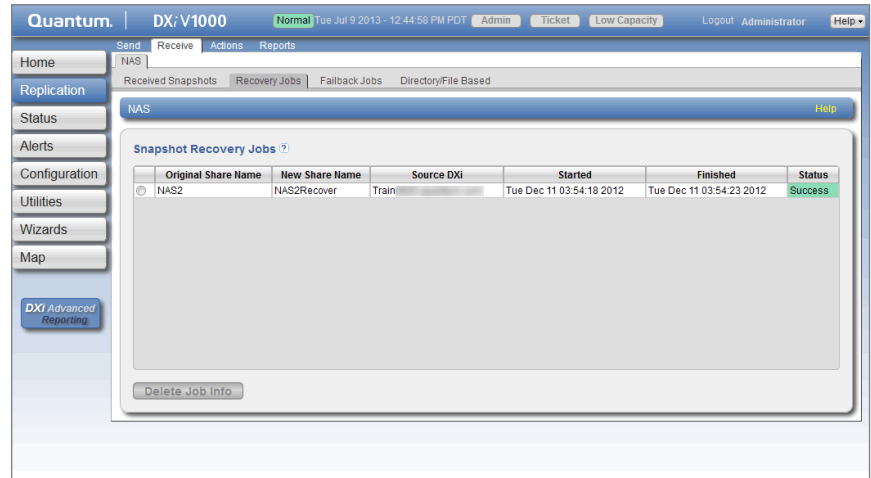 Quantum. DXi V1000 Normal Tue Jul 9 2013 - 12:44:58 PM PDT Admin Ticket Low Capacity Logout Administrator Help
Send Receive Actions Reports
Home
NAS
Received Snapshots Recovery Jobs Failback Jobs Directory/File Based
Replication
NAS Help
Status
Alerts
Snapshot Recovery Jobs ?
Configuration
Original Share Name New Share Name Source DXi Started Finished Status
NAS2 NAS2Recover Train Tue Dec 11 03:54:18 2012 Tue Dec 11 03:54:23 2012 Success
Utilities
Wizards
Map
DXi Advanced
Reporting
Delete Job Info